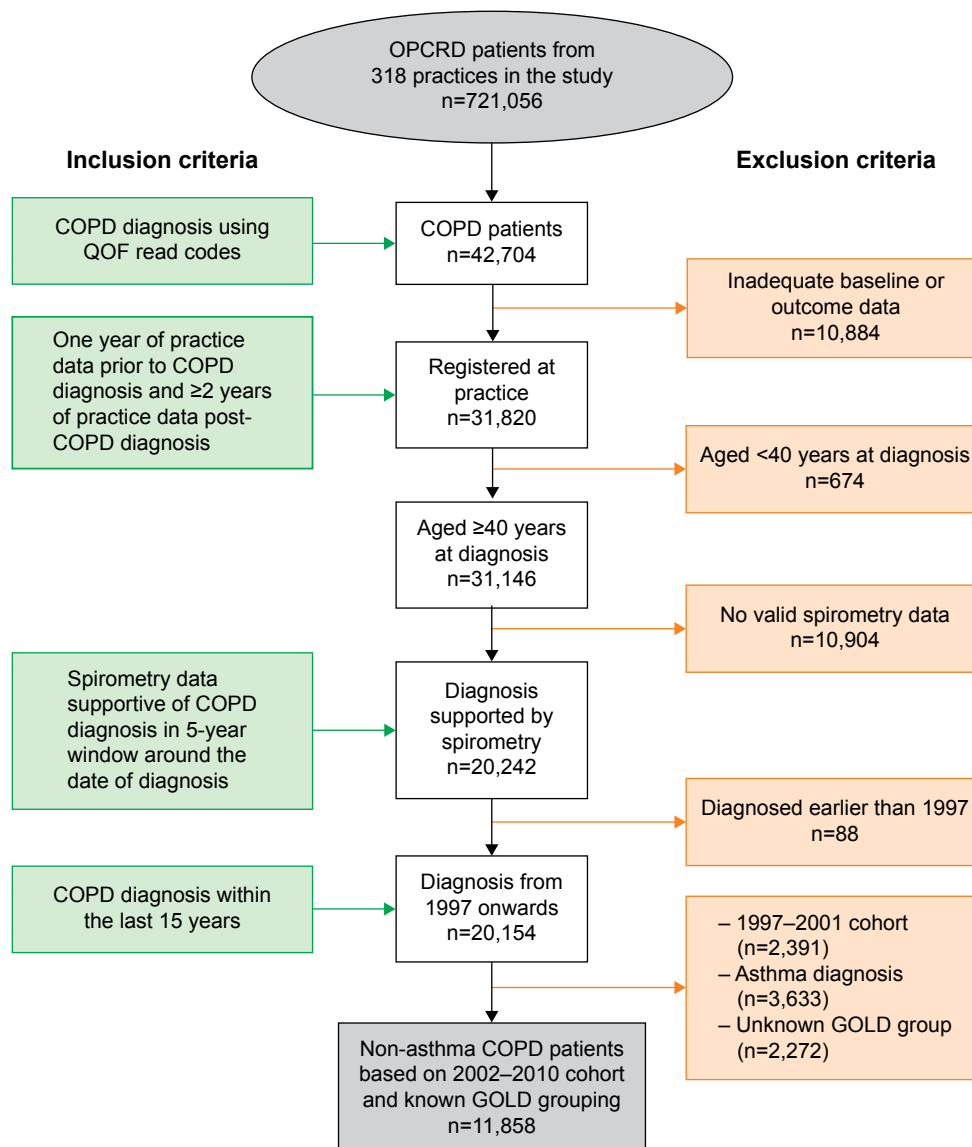 OPCRD patients from
318 practices in the study
n=721,056
Inclusion criteria
Exclusion criteria
COPD diagnosis using
QOF read codes
COPD patients
n=42,704
Inadequate baseline or
outcome data
n=10,884
One year of practice
data prior to COPD
diagnosis and ≥2 years
of practice data post-
COPD diagnosis
Registered at
practice
n=31,820
Aged <40 years at diagnosis
n=674
Aged ≥40 years
at diagnosis
n=31,146
No valid spirometry data
n=10,904
Spirometry data
supportive of COPD
diagnosis in 5-year
window around the
date of diagnosis
Diagnosis
supported by
spirometry
n=20,242
Diagnosed earlier than 1997
n=88
COPD diagnosis within
the last 15 years
Diagnosis from
1997 onwards
n=20,154
– 1997–2001 cohort
(n=2,391)
– Asthma diagnosis
(n=3,633)
– Unknown GOLD group
(n=2,272)
Non-asthma COPD patients
based on 2002–2010 cohort
and known GOLD grouping
n=11,858